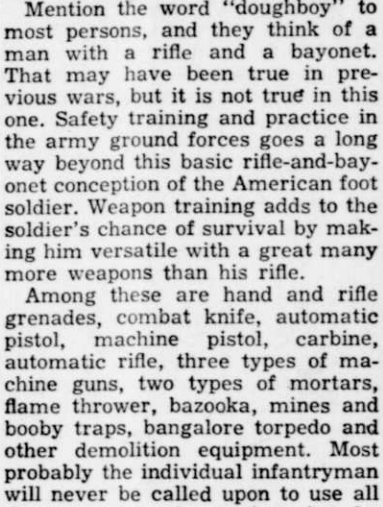 Mention the word "doughboy" to
most persons, and they think of a
man with a rifle and a bayonet.
That may have been true in pre-
vious wars, but it is not true in this
one. Safety training and practice in
the army ground forces goes a long
way beyond this basic rifle-and-bay-
onet conception of the American foot
soldier. Weapon training adds to the
soldier's chance of survival by mak-
ing him versatile with a great many
more weapons than his rifle.
Among these are hand and rifle
grenades, combat knife, automatic
pistol, machine pistol, carbine,
automatic rifle, three types of ma-
chine guns, two types of mortars,
flame thrower, bazooka, mines and
booby traps, bangalore torpedo and
other demolition equipment. Most
probably the individual infantryman
will never be called upon to use all